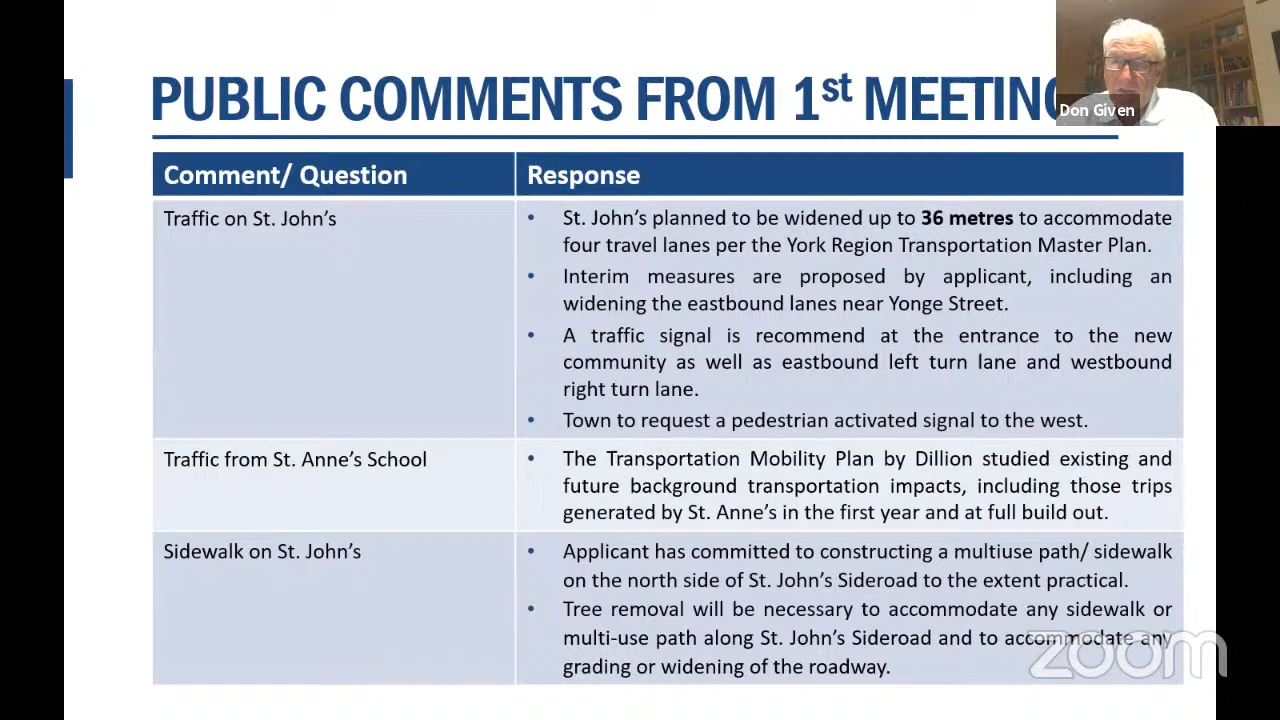 PUBLIC COMMENTS FROM 1st MEETING
Don Given
Comment/ Question
Response
Traffic on St. John's
• St. John's planned to be widened up to 36 metres to accommodate
four travel lanes per the York Region Transportation Master Plan.
• Interim measures are proposed by applicant, including an
widening the eastbound lanes near Yonge Street.
• A traffic signal is recommend at the entrance to the new
community as well as eastbound left turn lane and westbound
right turn lane.
• Town to request a pedestrian activated signal to the west.
Traffic from St. Anne's School
• The Transportation Mobility Plan by Dillion studied existing and
future background transportation impacts, including those trips
generated by St. Anne's in the first year and at full build out.
Sidewalk on St. John's
• Applicant has committed to constructing a multiuse path/ sidewalk
on the north side of St. John's Sideroad to the extent practical.
• Tree removal will be necessary to accommodate any sidewalk or
multi-use path along St. John's Sideroad and to accommodate any
grading or widening of the roadway.
zoom